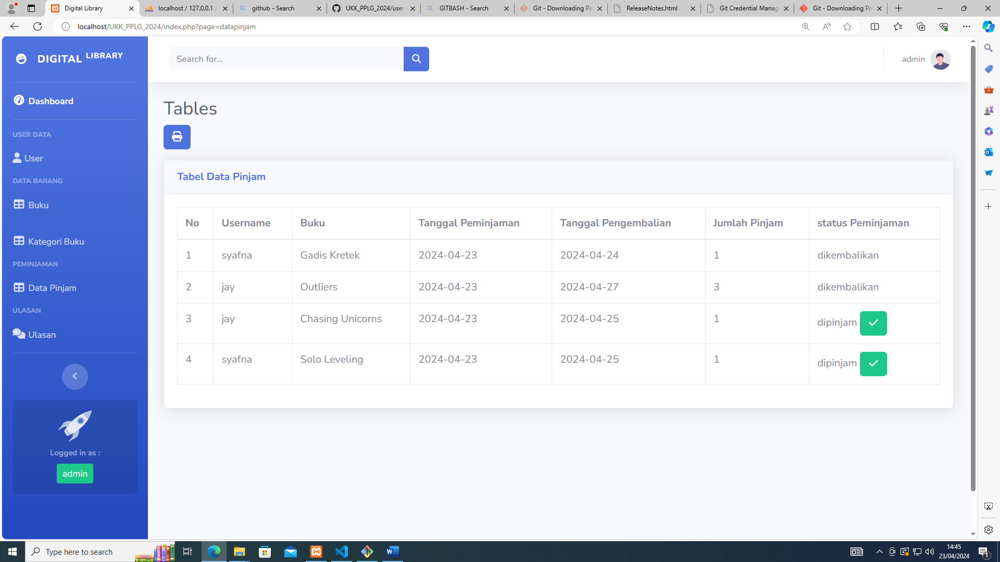 Digital Library
localhost / 127.0.0.1 /
github - Search
UKK_PPLG_2024/user-
GITBASH - Search
Git - Downloading Pa
ReleaseNotes.html
Git Credential Manag
Git - Downloading Pa
localhost/UKK_PPLG_2024/index.php?page=datapinjam
DIGITAL LIBRARY
Search for...
admin
Dashboard
USER DATA
User
DATA BARANG
Buku
Kategori Buku
PEMINJAMAN
Data Pinjam
ULASAN
Ulasan
Logged in as :
admin
Tables
Tabel Data Pinjam
No Username Buku Tanggal Peminjaman Tanggal Pengembalian Jumlah Pinjam status Peminjaman
1 syafna Gadis Kretek 2024-04-23 2024-04-24 1 dikembalikan
2 jay Outliers 2024-04-23 2024-04-27 3 dikembalikan
3 jay Chasing Unicorns 2024-04-23 2024-04-25 1 dipinjam
4 syafna Solo Leveling 2024-04-23 2024-04-25 1 dipinjam
Type here to search
14:45
23/04/2024
1